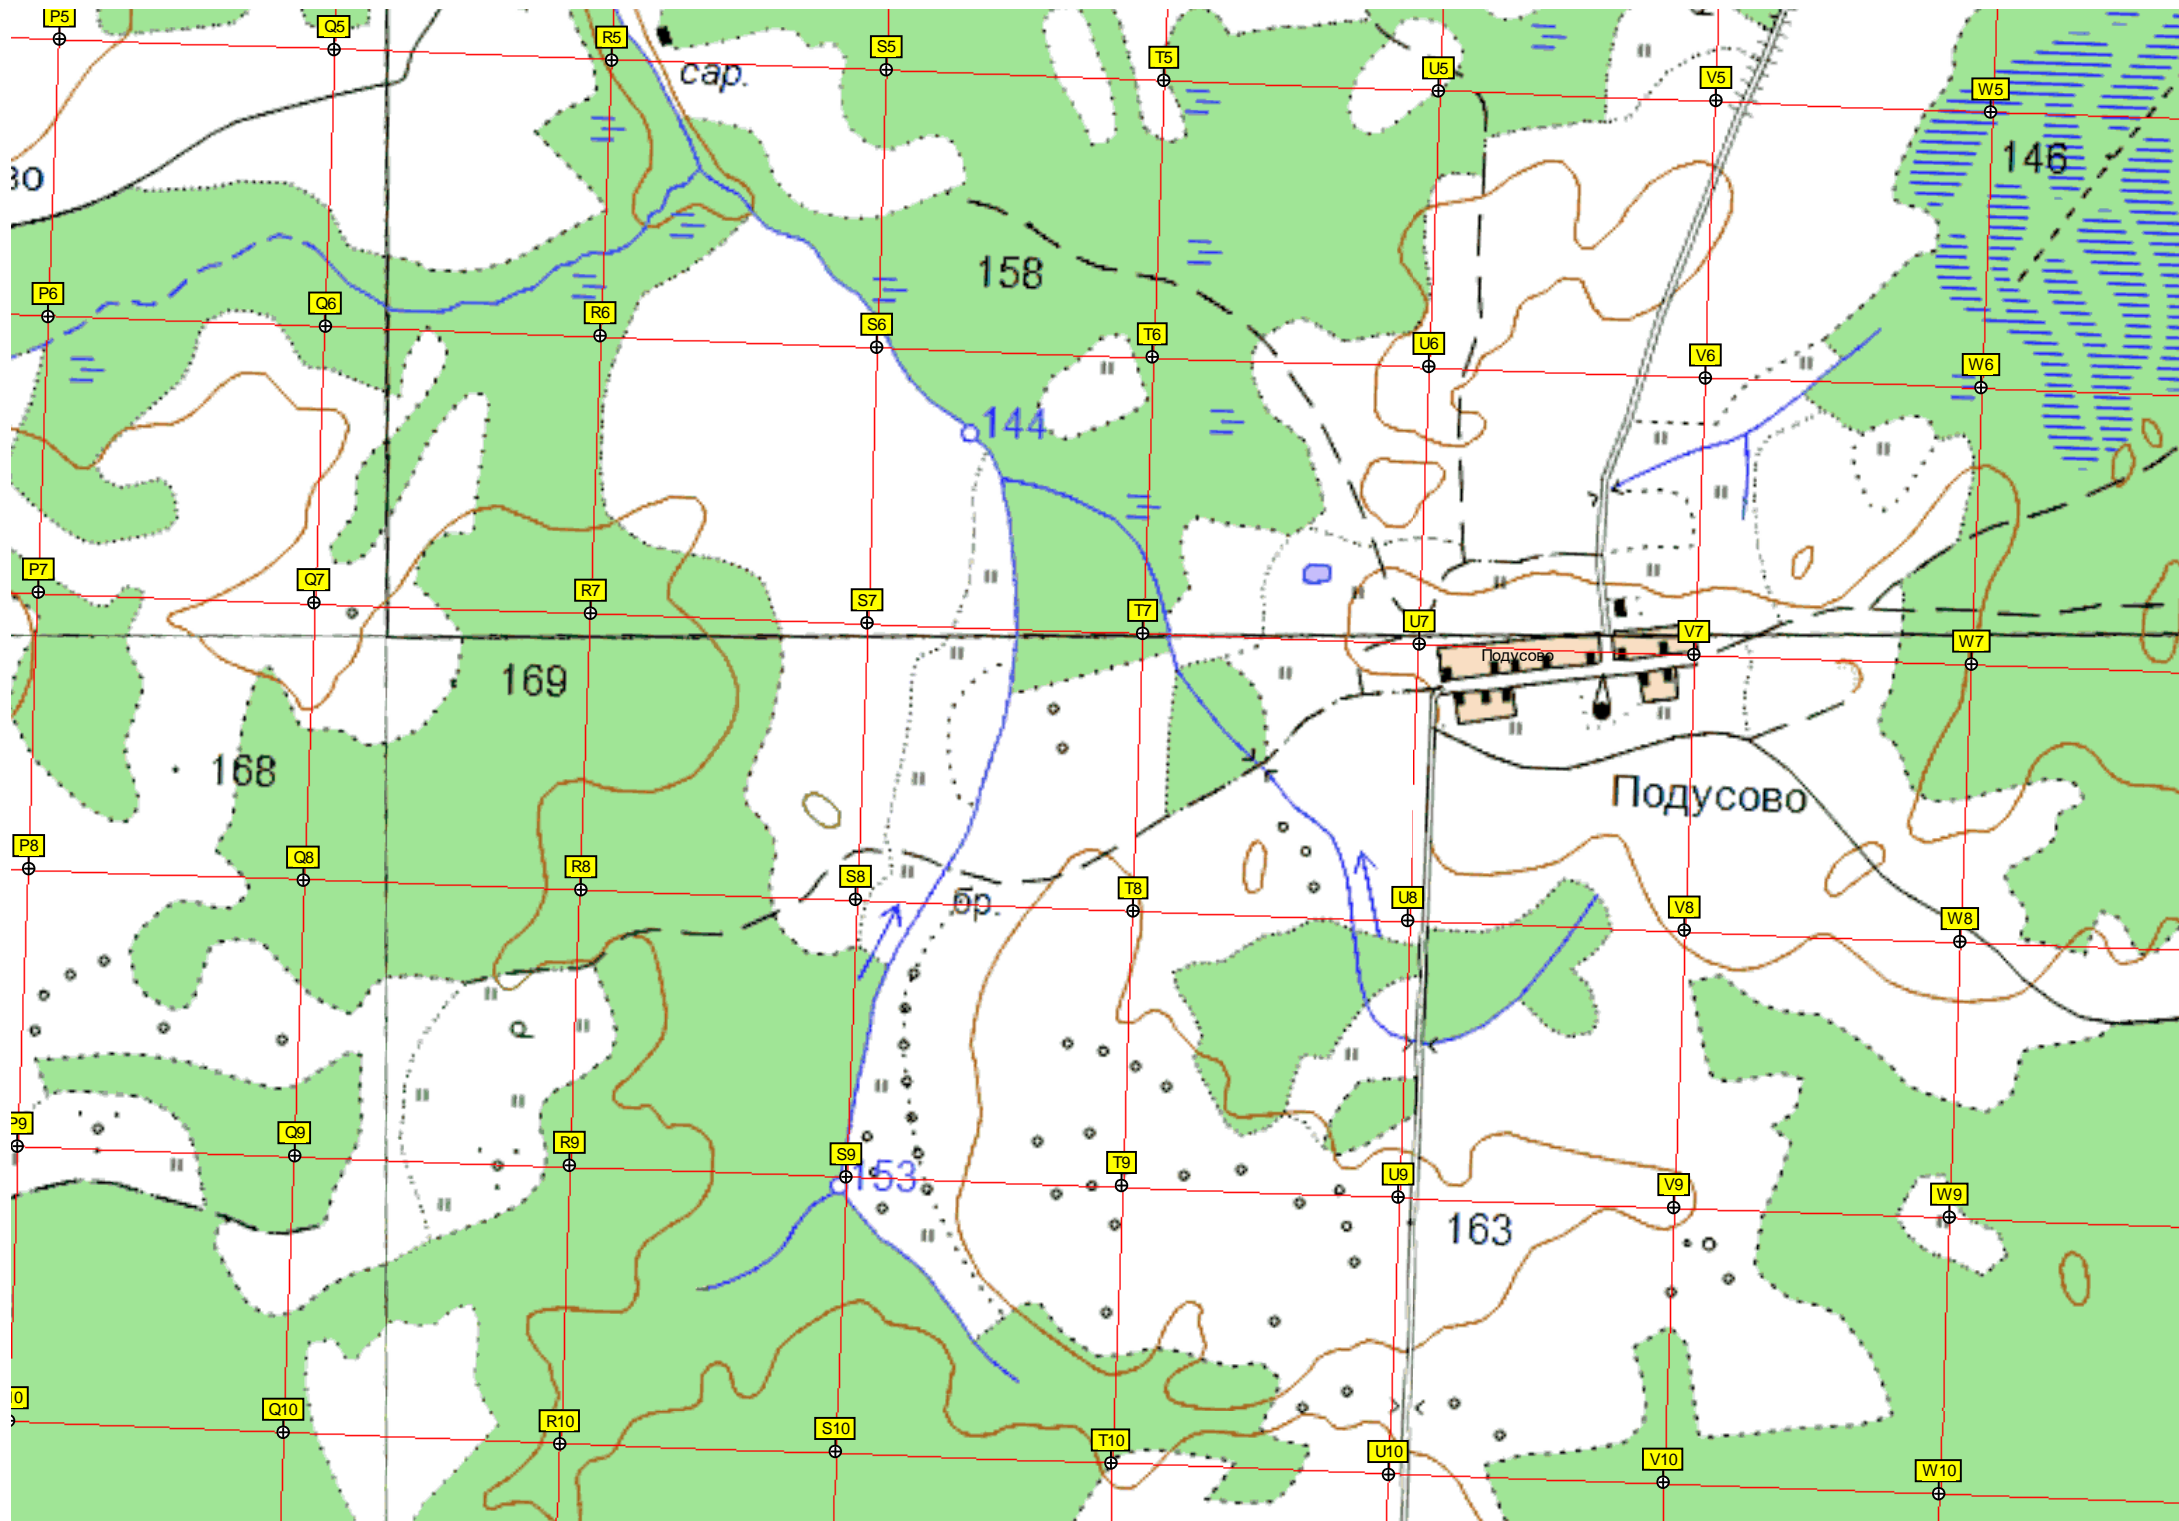 P5 Q5 R5 S5 T5 U5 V5 W5
сар.
146
во
158
P6 Q6 R6 S6 T6 U6 V6 W6
144
P7 Q7 R7 S7 T7 U7 V7 W7
Подусово
169
168
Подусово
P8 Q8 R8 S8 T8 U8 V8 W8
бр.
р
P9 Q9 R9 S9 T9 U9 V9 W9
153
163
10 Q10 R10 S10 T10 U10 V10 W10